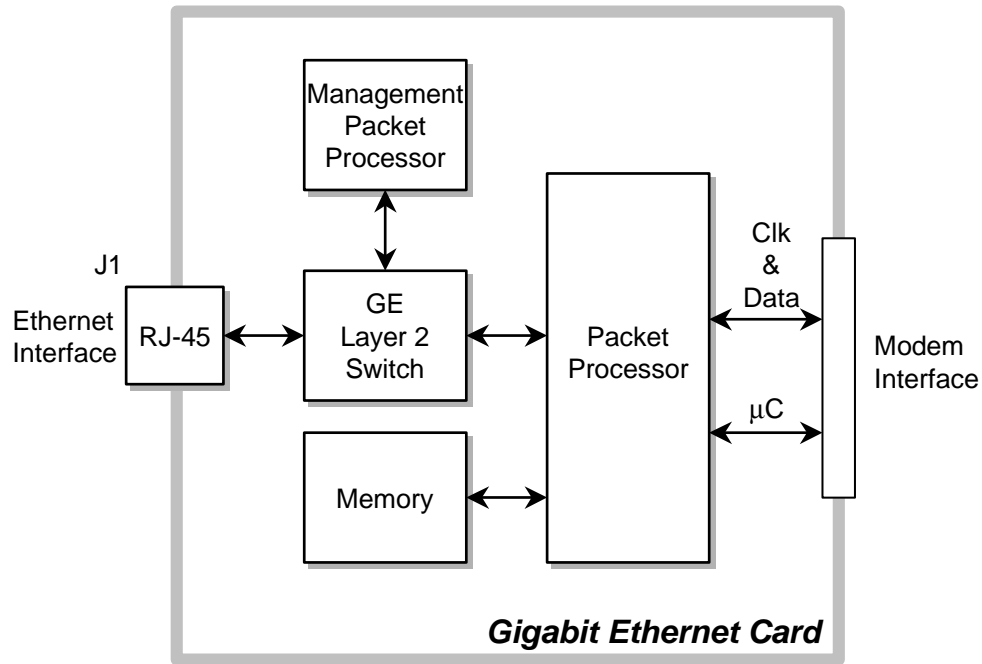 Management
Packet
Processor
J1
Ethernet
Interface
RJ-45
GE
Layer 2
Switch
Memory
Packet
Processor
Clk
&
Data
μC
Modem
Interface
Gigabit Ethernet Card